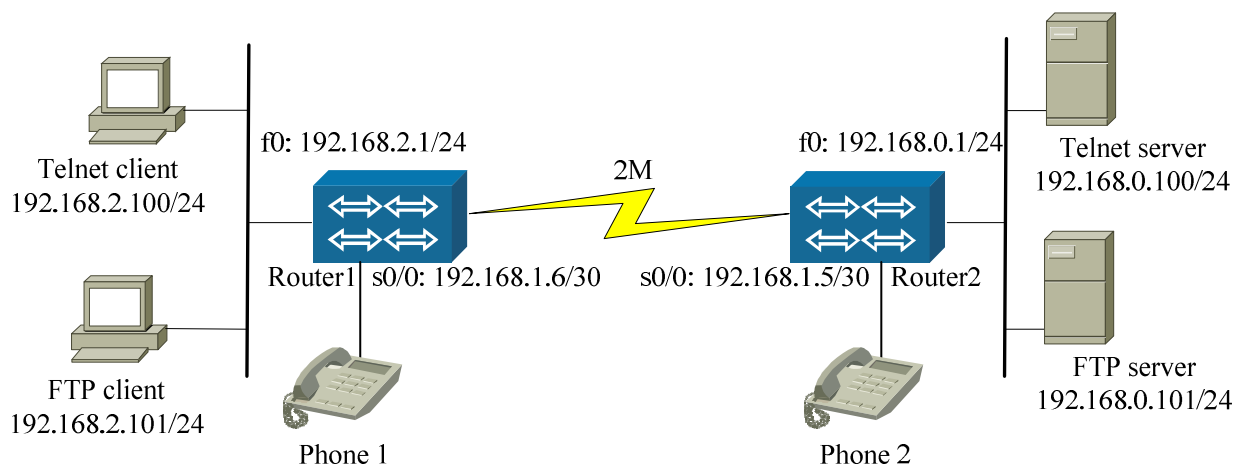 f0: 192.168.2.1/24
f0: 192.168.0.1/24
2M
Telnet client
192.168.2.100/24
Telnet server
192.168.0.100/24
Router1
s0/0: 192.168.1.6/30
s0/0: 192.168.1.5/30
Router2
FTP client
192.168.2.101/24
FTP server
192.168.0.101/24
Phone 1
Phone 2